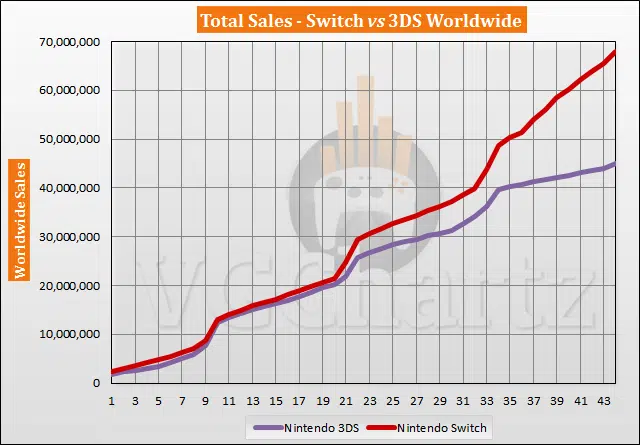 Total Sales - Switch vs 3DS Worldwide
70,000,000
60,000,000
50,000,000
40,000,000
30,000,000
20,000,000
10,000,000
0
Worldwide Sales
VGChartz
1 3 5 7 9 11 13 15 17 19 21 23 25 27 29 31 33 35 37 39 41 43
Nintendo 3DS Nintendo Switch